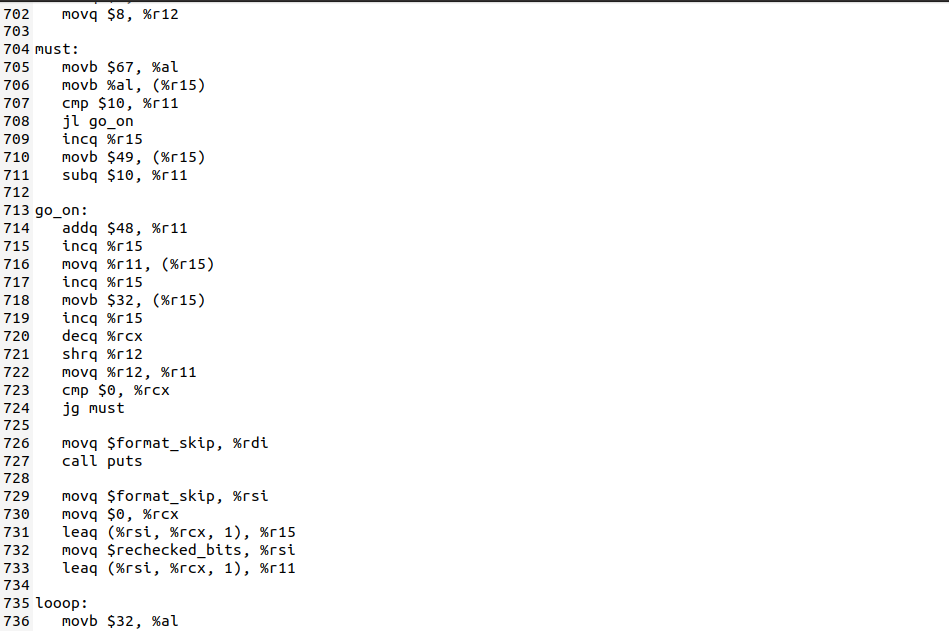 702 movq $8, %r12
703
704 must:
705 movb $67, %al
706 movb %al, (%r15)
707 cmp $10, %r11
708 jl go_on
709 incq %r15
710 movb $49, (%r15)
711 subq $10, %r11
712
713 go_on:
714 addq $48, %r11
715 incq %r15
716 movq %r11, (%r15)
717 incq %r15
718 movb $32, (%r15)
719 incq %r15
720 decq %rcx
721 shrq %r12
722 movq %r12, %r11
723 cmp $0, %rcx
724 jg must
725
726 movq $format_skip, %rdi
727 call puts
728
729 movq $format_skip, %rsi
730 movq $0, %rcx
731 leaq (%rsi, %rcx, 1), %r15
732 movq $rechecked_bits, %rsi
733 leaq (%rsi, %rcx, 1), %r11
734
735 looop:
736 movb $32, %al